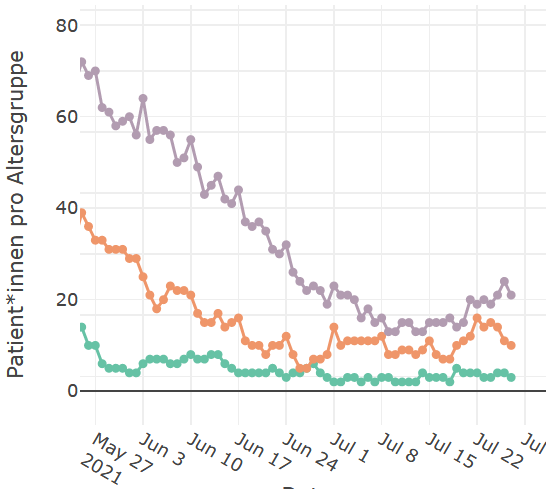 Patient*innen pro Altersgruppe
80
60
40
20
0
May 27
2021
Jun 3
Jun 10
Jun 17
Jun 24
Jul 1
Jul 8
Jul 15
Jul 22
Jul